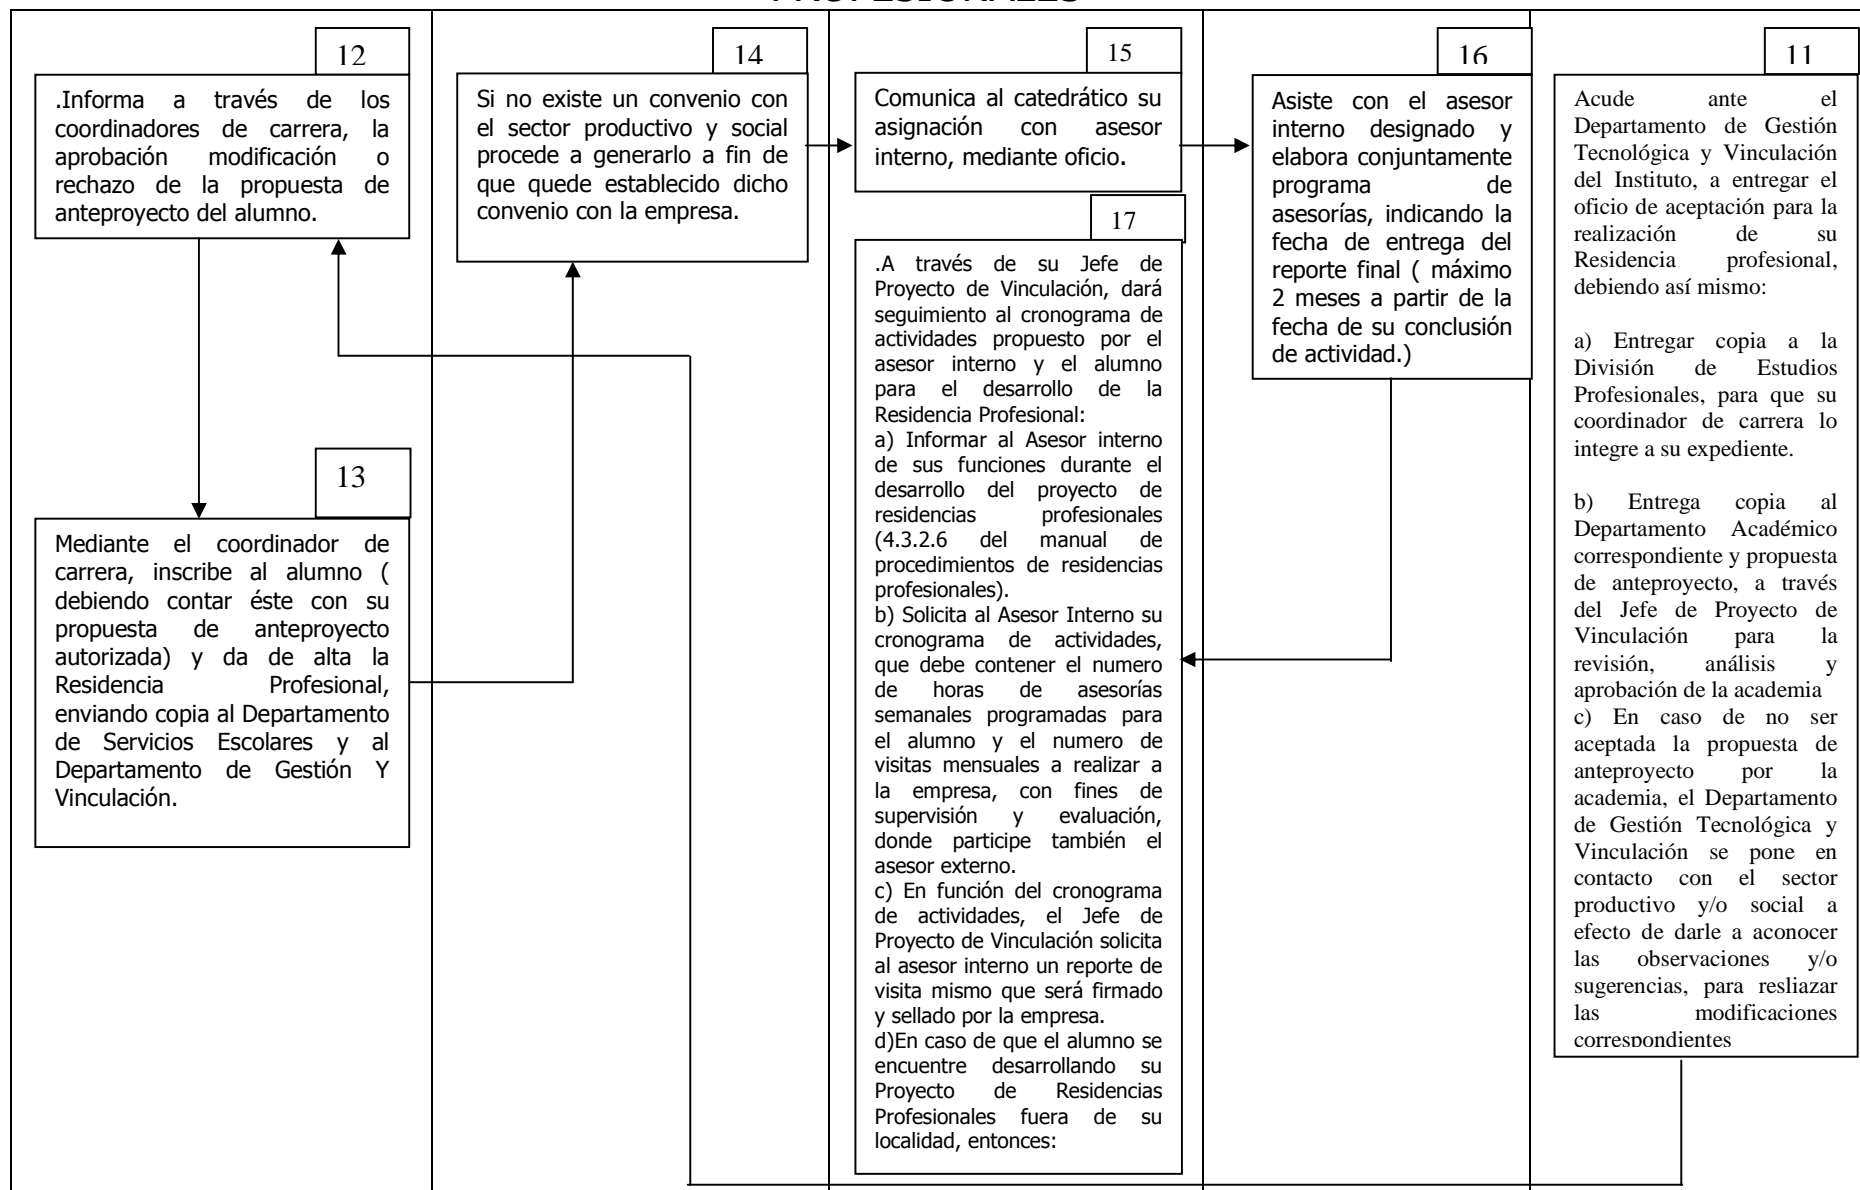 PROFESIONALES
12
.Informa a través de los
coordinadores de carrera, la
aprobación modificación o
rechazo de la propuesta de
anteproyecto del alumno.
13
Mediante el coordinador de
carrera, inscribe al alumno (
debiendo contar éste con su
propuesta de anteproyecto
autorizada) y da de alta la
Residencia Profesional,
enviando copia al Departamento
de Servicios Escolares y al
Departamento de Gestión Y
Vinculación.
14
Si no existe un convenio con
el sector productivo y social
procede a generarlo a fin de
que quede establecido dicho
convenio con la empresa.
15
Comunica al catedrático su
asignación con asesor
interno, mediante oficio.
17
.A través de su Jefe de
Proyecto de Vinculación, dará
seguimiento al cronograma de
actividades propuesto por el
asesor interno y el alumno
para el desarrollo de la
Residencia Profesional:
a) Informar al Asesor interno
de sus funciones durante el
desarrollo del proyecto de
residencias profesionales
(4.3.2.6 del manual de
procedimientos de residencias
profesionales).
b) Solicita al Asesor Interno su
cronograma de actividades,
que debe contener el numero
de horas de asesorías
semanales programadas para
el alumno y el numero de
visitas mensuales a realizar a
la empresa, con fines de
supervisión y evaluación,
donde participe también el
asesor externo.
c) En función del cronograma
de actividades, el Jefe de
Proyecto de Vinculación solicita
al asesor interno un reporte de
visita mismo que será firmado
y sellado por la empresa.
d)En caso de que el alumno se
encuentre desarrollando su
Proyecto de Residencias
Profesionales fuera de su
localidad, entonces:
16
Asiste con el asesor
interno designado y
elabora conjuntamente
programa de
asesorías, indicando la
fecha de entrega del
reporte final ( máximo
2 meses a partir de la
fecha de su conclusión
de actividad.)
11
Acude ante el
Departamento de Gestión
Tecnológica y Vinculación
del Instituto, a entregar el
oficio de aceptación para la
realización de su
Residencia profesional,
debiendo así mismo:
a) Entregar copia a la
División de Estudios
Profesionales, para que su
coordinador de carrera lo
integre a su expediente.
b) Entrega copia al
Departamento Académico
correspondiente y propuesta
de anteproyecto, a través
del Jefe de Proyecto de
Vinculación para la
revisión, análisis y
aprobación de la academia
c) En caso de no ser
aceptada la propuesta de
anteproyecto por la
academia, el Departamento
de Gestión Tecnológica y
Vinculación se pone en
contacto con el sector
productivo y/o social a
efecto de darle a aconocer
las observaciones y/o
sugerencias, para resliazar
las modificaciones
correspondientes